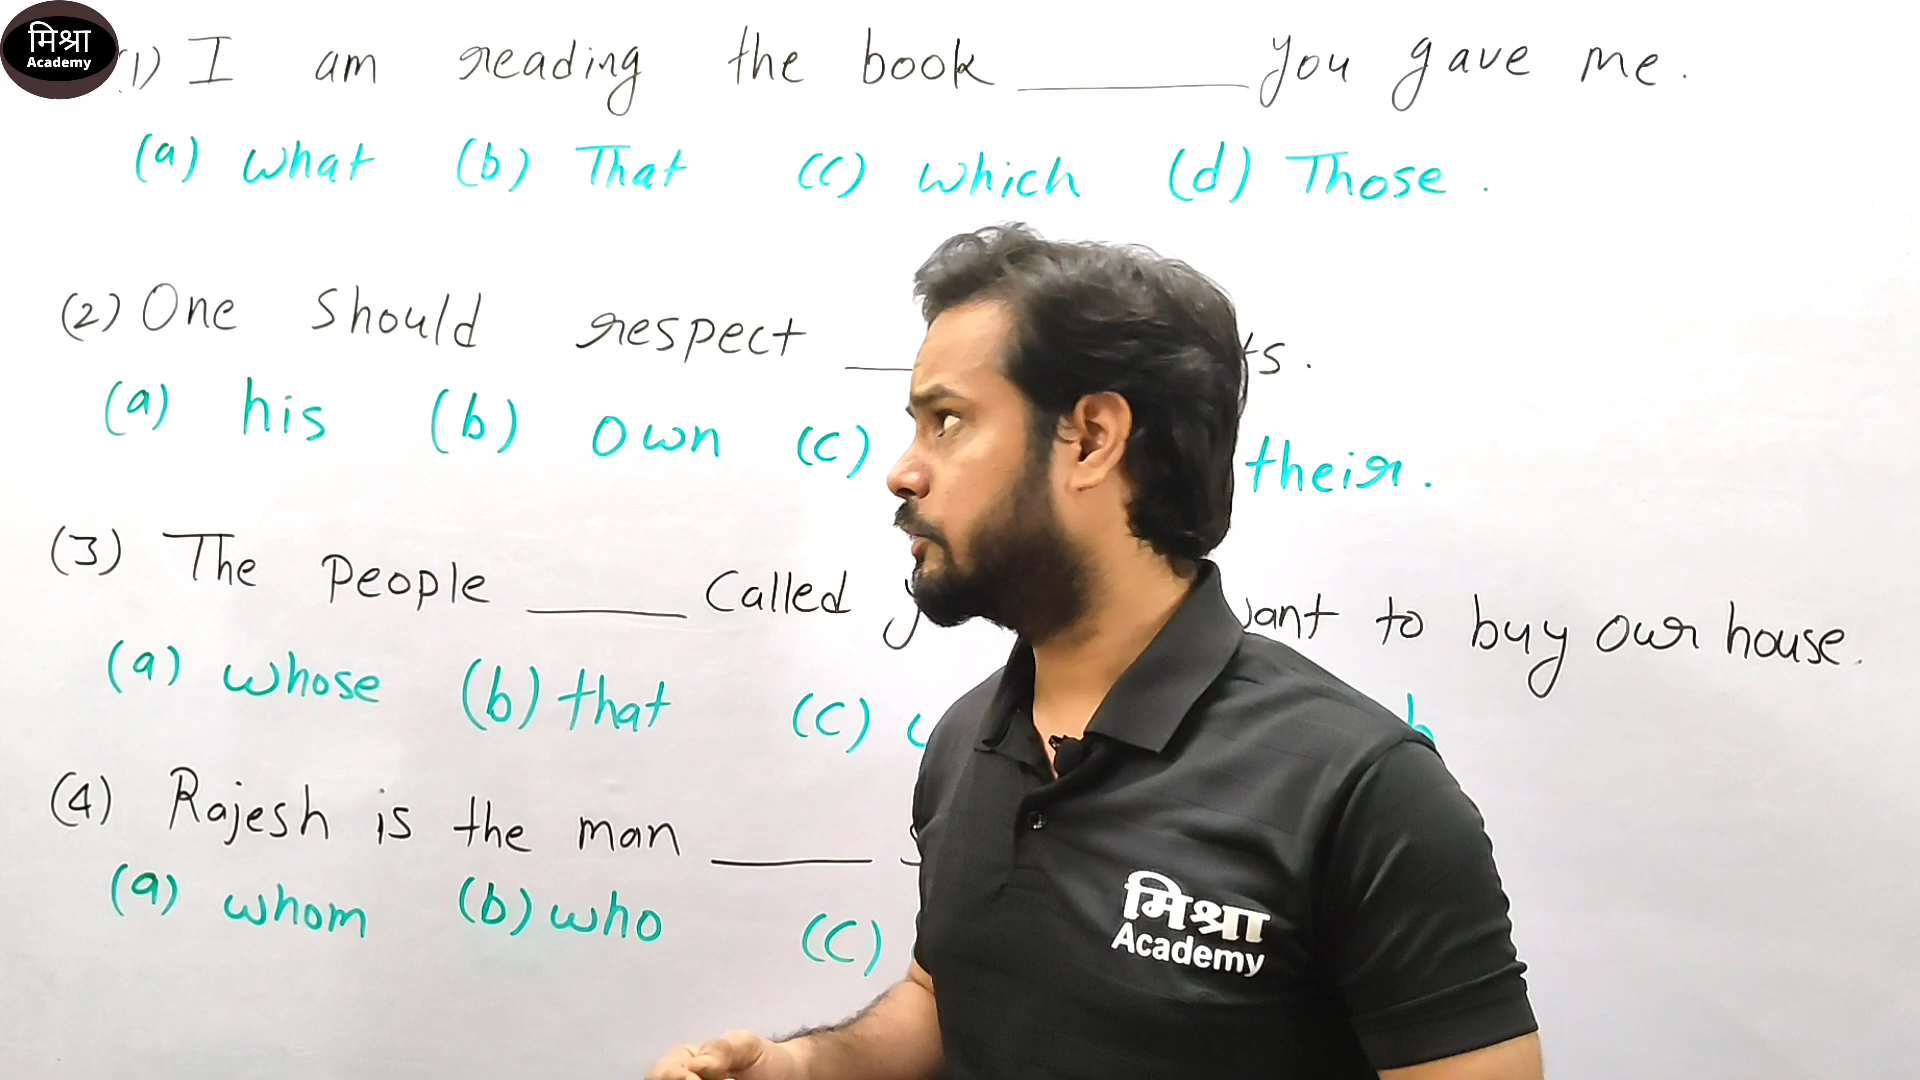 मिश्रा
Academy
(1) I am reading the book ______ you gave me.
(a) what (b) That (c) which (d) Those.
(2) One should respect
(a) his (b) own (c) their.
(3) The people ______ called to buy our house.
(a) whose (b) that (c)
(4) Rajesh is the man ______
(a) whom (b) who (c)
मिश्रा
Academy